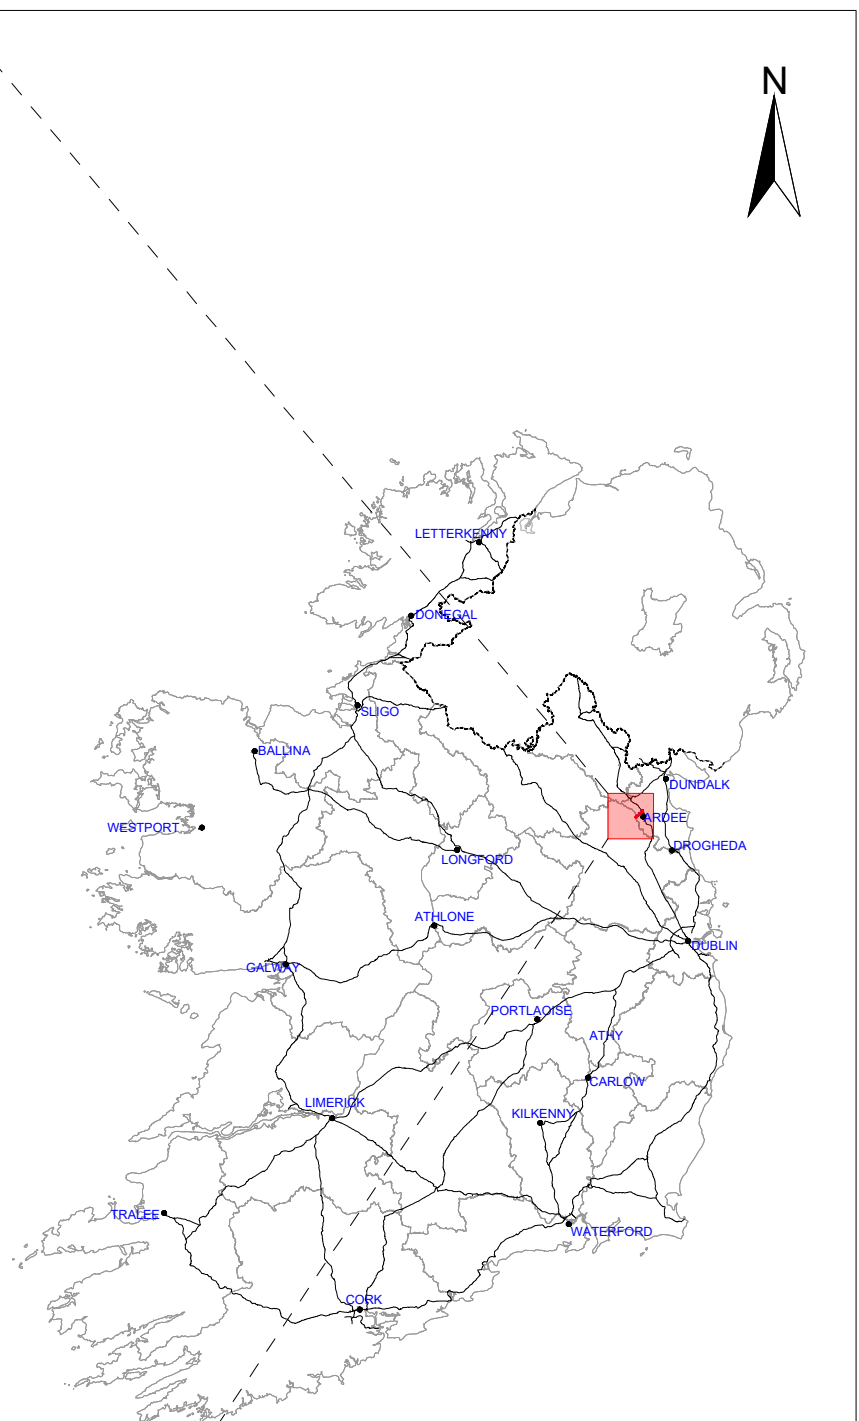 N
LETTERKENNY
DONEGAL
SLIGO
BALLINA
DUNDALK
WESTPORT
ARDEE
DROGHEDA
LONGFORD
ATHLONE
DUBLIN
GALWAY
PORTLAOISE
ATHY
CARLOW
LIMERICK
KILKENNY
TRALEE
WATERFORD
CORK